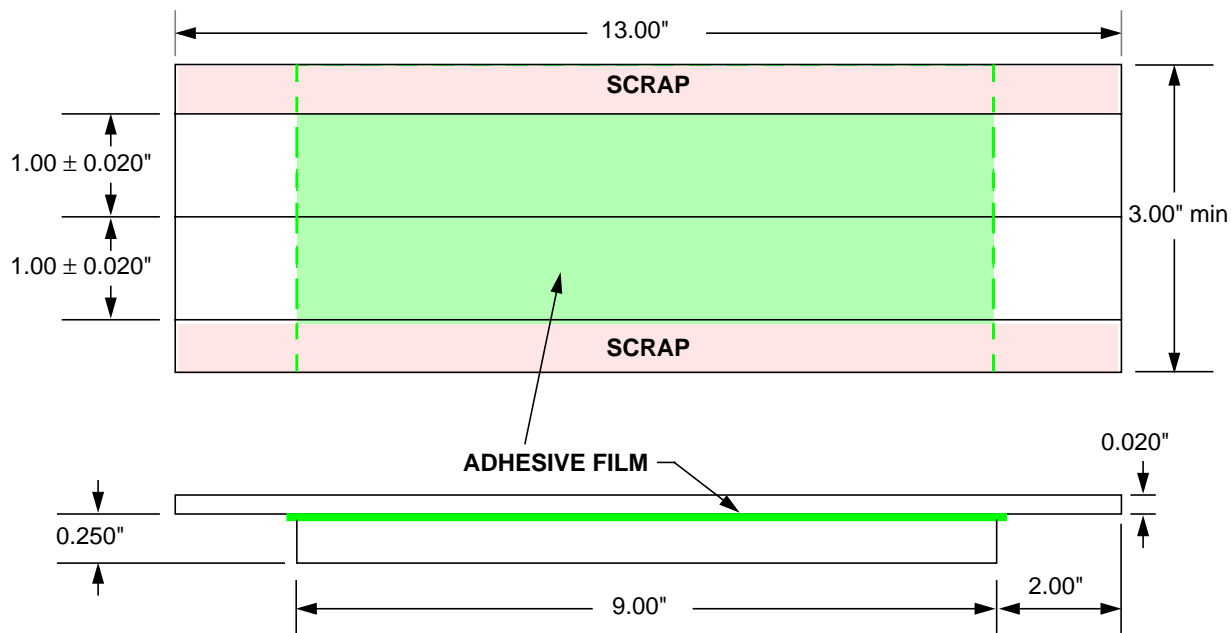 13.00"
SCRAP
1.00 ± 0.020"
3.00" min
1.00 ± 0.020"
SCRAP
0.020"
ADHESIVE FILM
0.250"
2.00"
9.00"